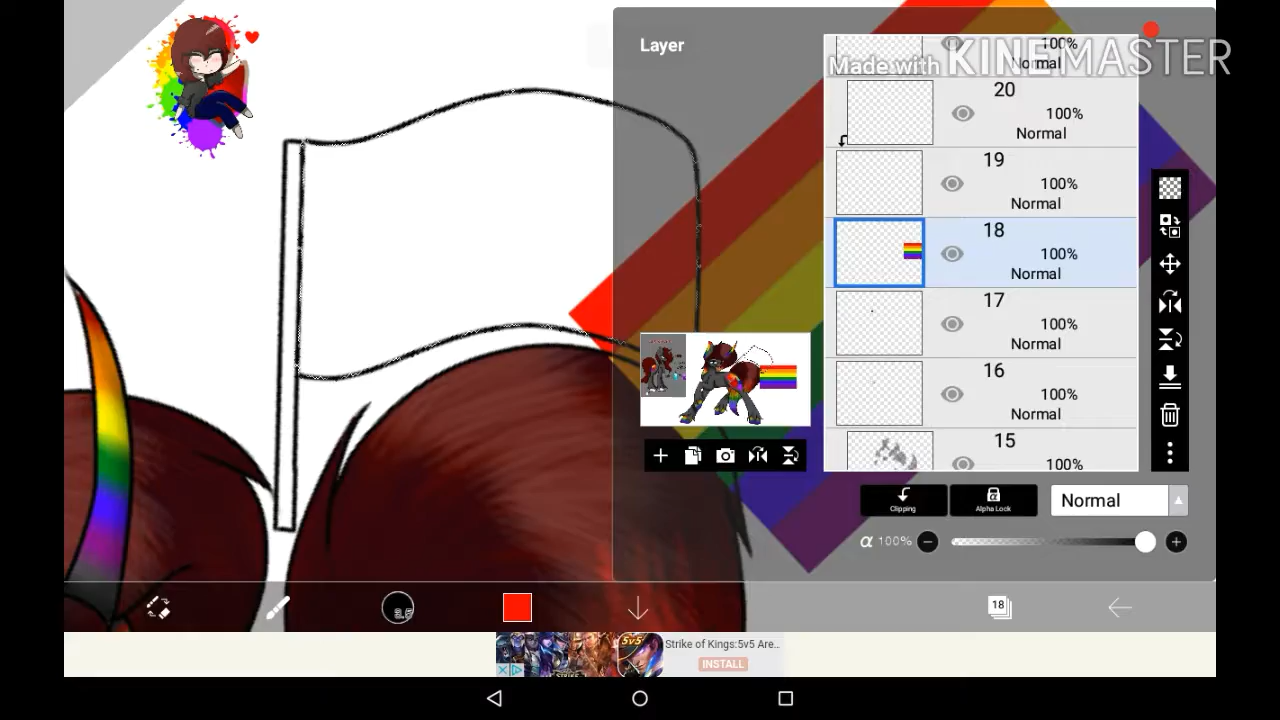 Layer
Made with KINEMASTER
100%
Normal
20
100%
Normal
19
100%
Normal
18
100%
Normal
17
100%
Normal
16
100%
Normal
15
100%
Clipping
Alpha Lock
Normal
α 100%
18
5v5
Strike of Kings:5v5 Are...
INSTALL